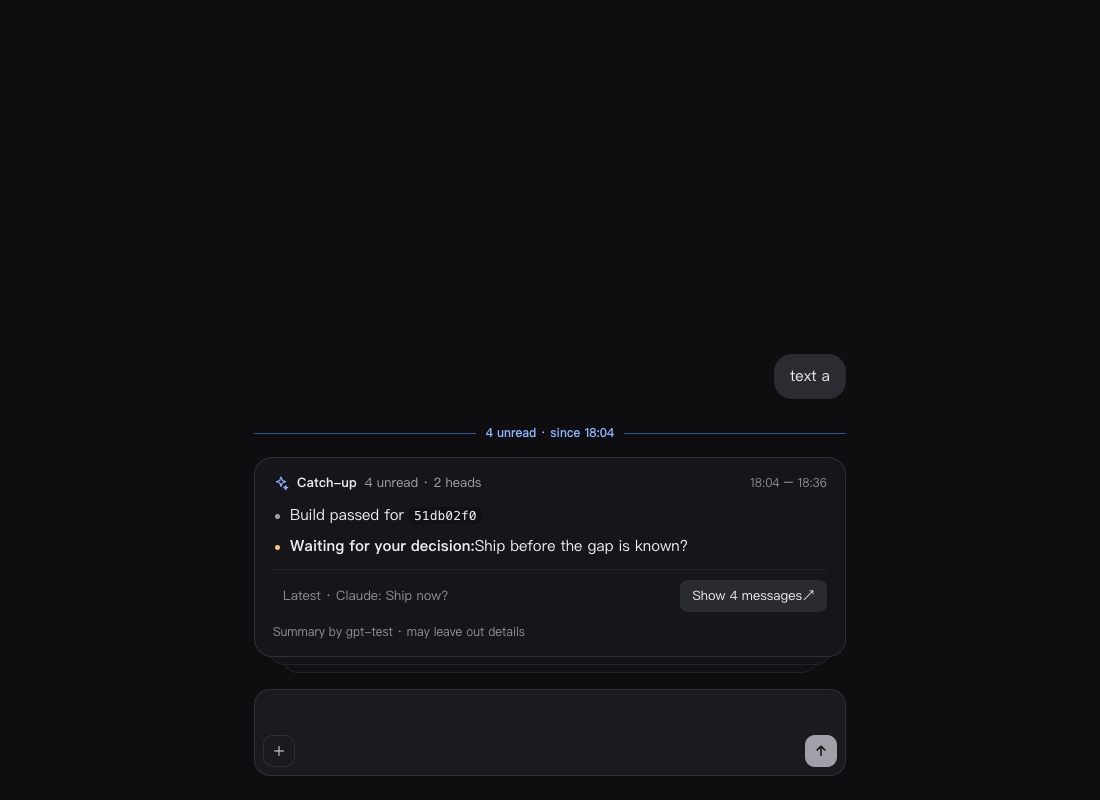 text a
4 unread · since 18:04
Catch-up 4 unread · 2 heads 18:04 — 18:36
Build passed for 51db02f0
Waiting for your decision:Ship before the gap is known?
Latest · Claude: Ship now? Show 4 messages↗
Summary by gpt-test · may leave out details